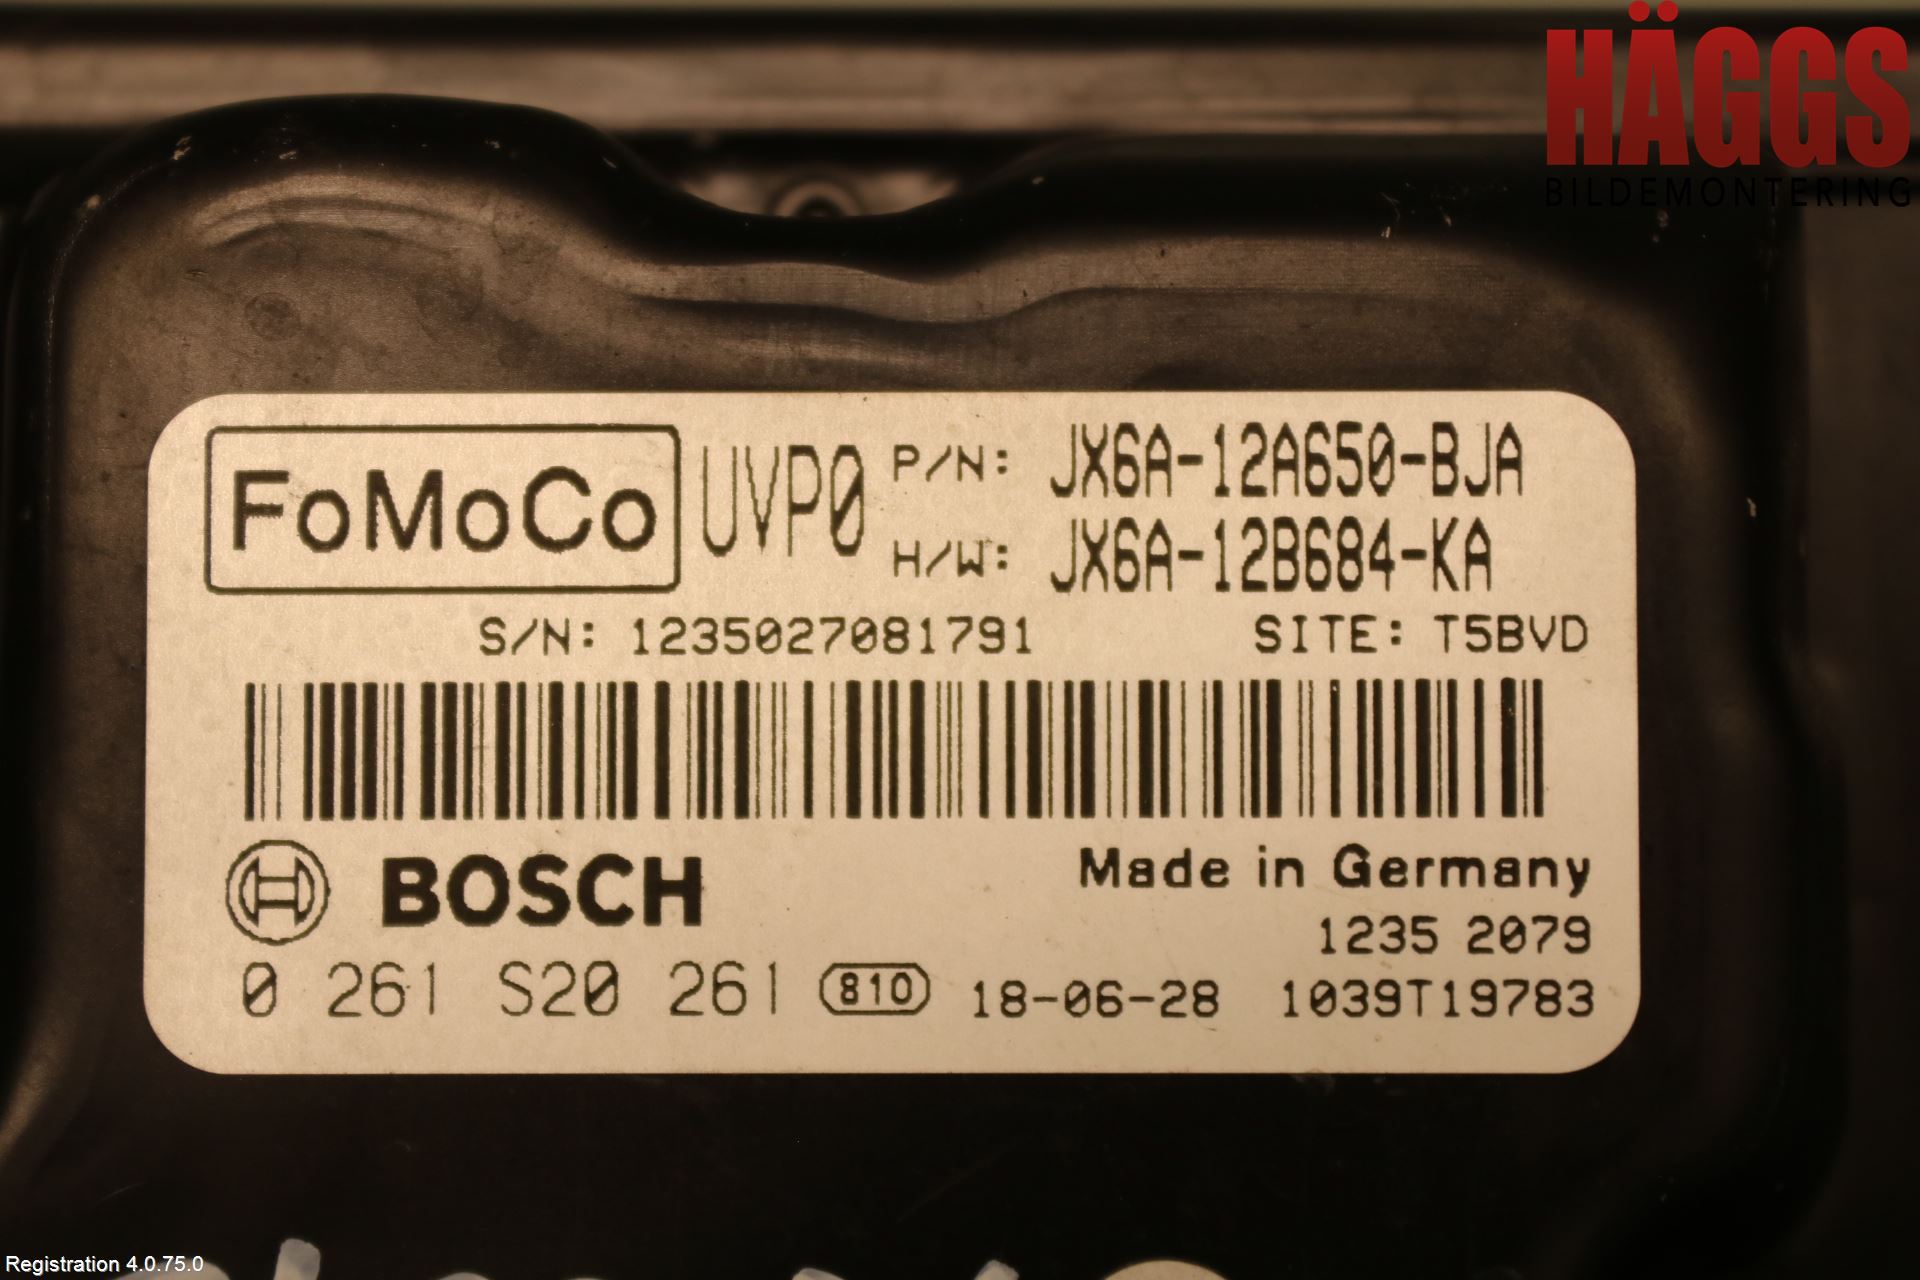 HÄGGS
BILDEMONTERING
FoMoCo UVP0 P/N: JX6A-12A650-BJA
H/W: JX6A-12B684-KA
S/N: 1235027081791 SITE: T5BVD
BOSCH Made in Germany
1235 2079
0 261 S20 261 810 18-06-28 1039T19783
Registration 4.0.75.0